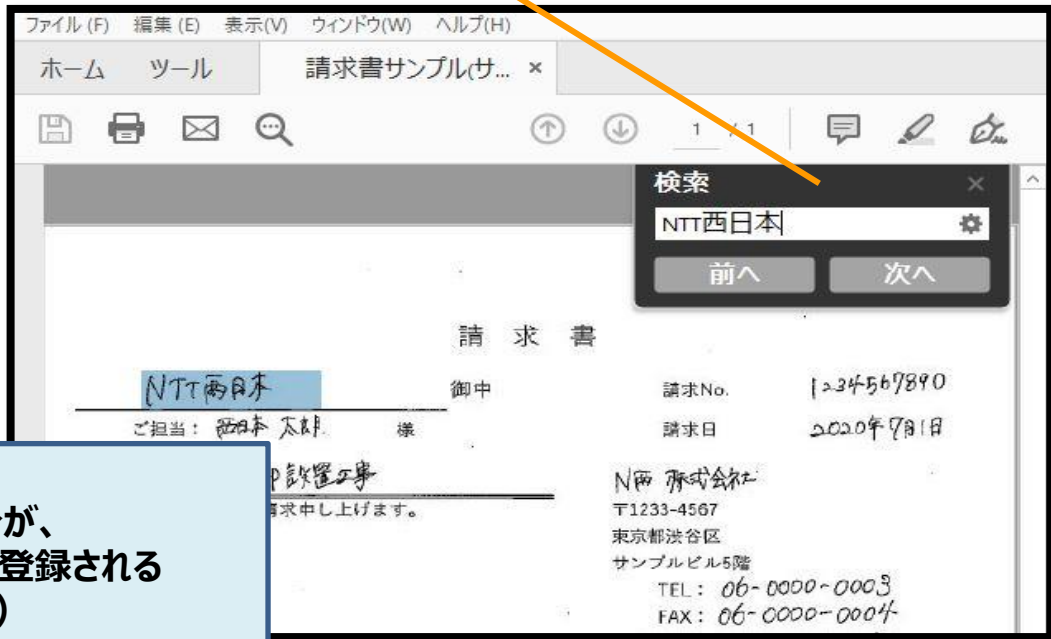 ファイル (F) 編集 (E) 表示(V) ウィンドウ(W) ヘルプ(H)
ホーム ツール 請求書サンプル(サ... ×
1 / 1
検索 ×
NTT西日本
前へ 次へ
請 求 書
NTT西日本 御中 請求No. 1234567890
ご担当： 西日本 太郎 様 請求日 2020年7月1日
設置工事 N西 株式会社
求申し上げます。 〒1233-4567
東京都渋谷区
サンプルビル5階
TEL： 06-0000-0003
FAX： 06-0000-0004
が、
登録される
)